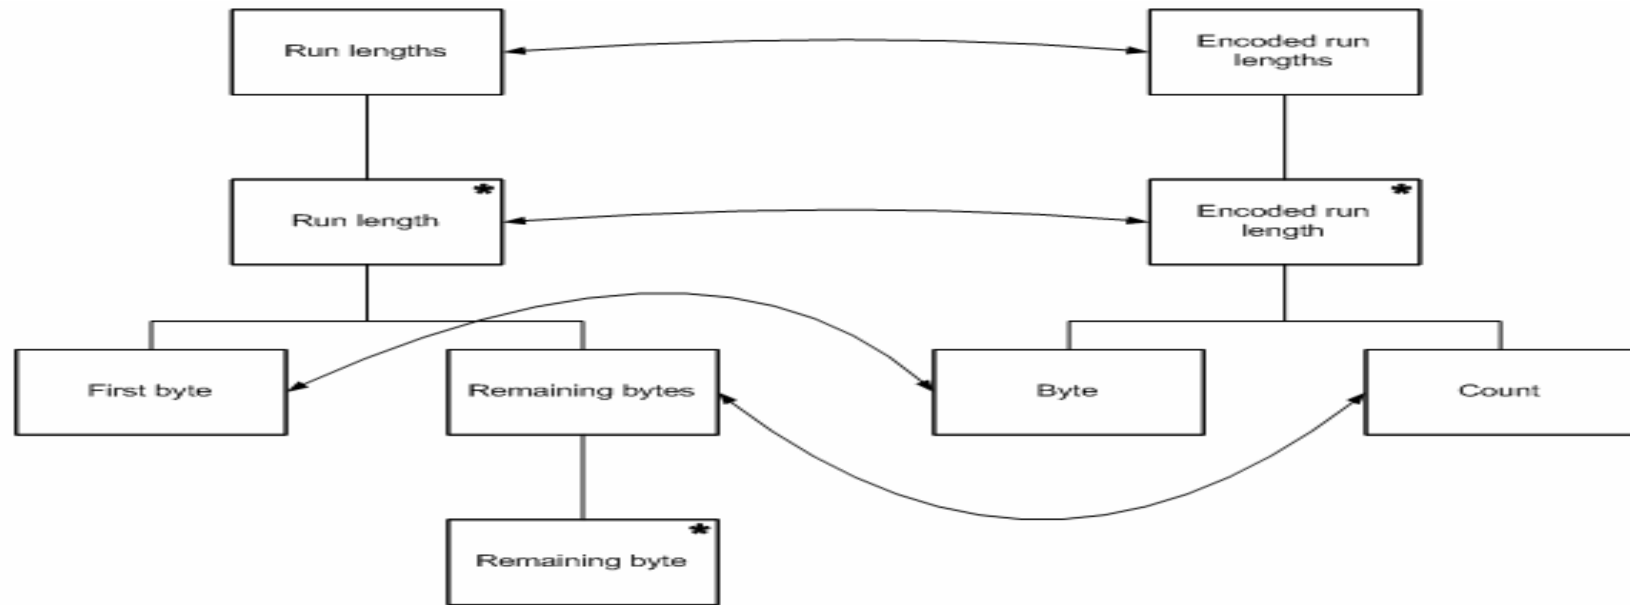 Run lengths
Encoded run
lengths
*
Run length
*
Encoded run
length
First byte
Remaining bytes
Byte
Count
*
Remaining byte